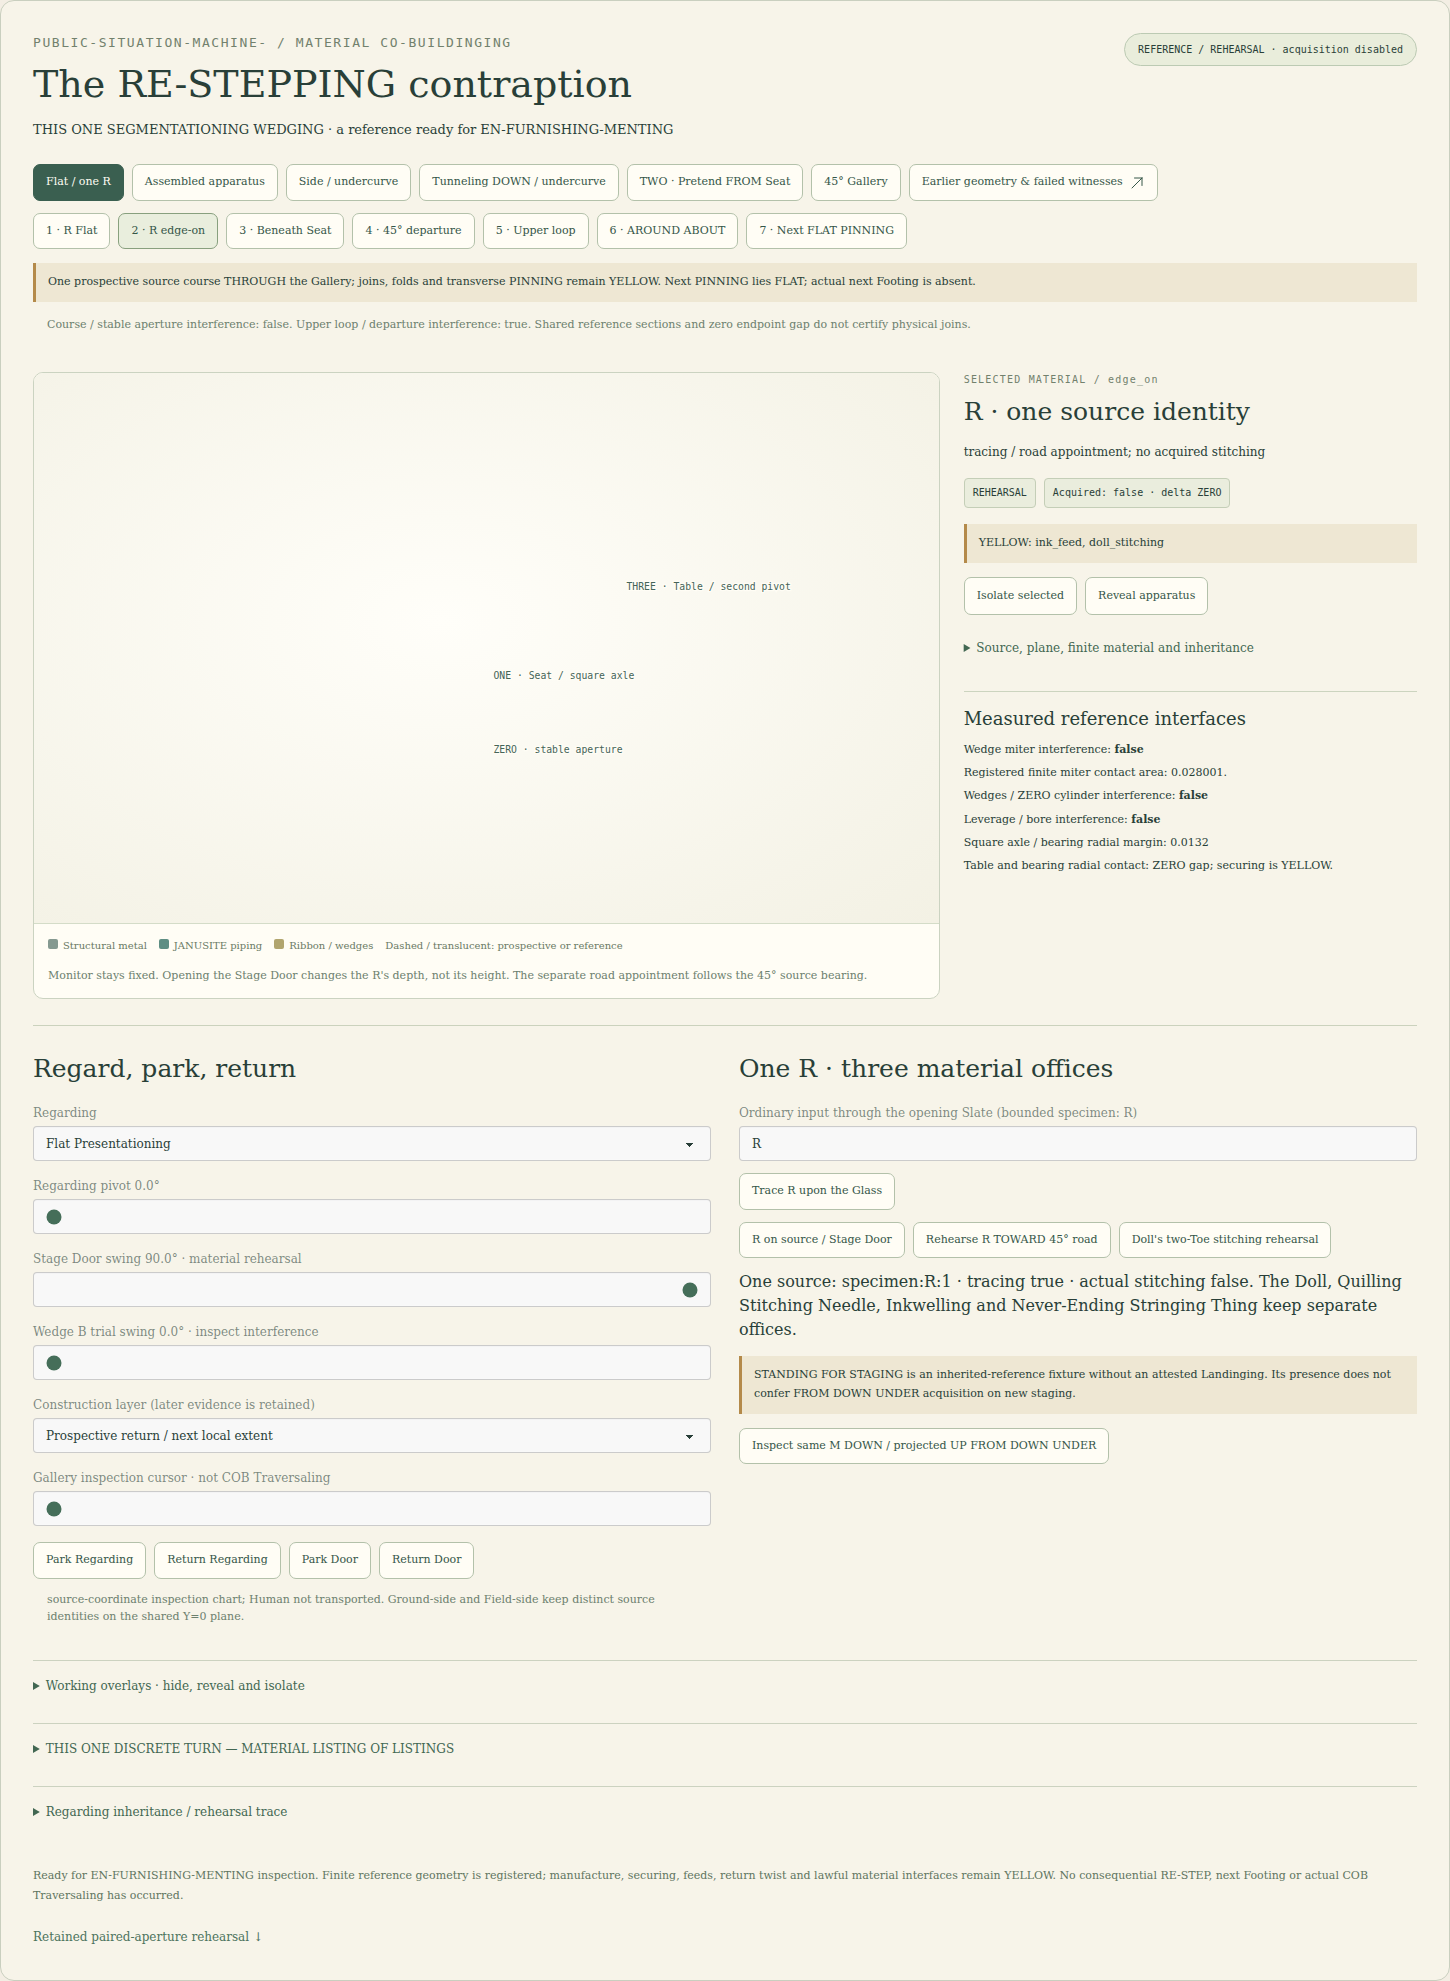 PUBLIC-SITUATION-MACHINE- / MATERIAL CO-BUILDINGING
REFERENCE / REHEARSAL · acquisition disabled
The RE-STEPPING contraption
THIS ONE SEGMENTATIONING WEDGING · a reference ready for EN-FURNISHING-MENTING
Flat / one R
Assembled apparatus
Side / undercurve
Tunneling DOWN / undercurve
TWO · Pretend FROM Seat
45° Gallery
Earlier geometry & failed witnesses
1 · R Flat
2 · R edge-on
3 · Beneath Seat
4 · 45° departure
5 · Upper loop
6 · AROUND ABOUT
7 · Next FLAT PINNING
One prospective source course THROUGH the Gallery; joins, folds and transverse PINNING remain YELLOW. Next PINNING lies FLAT; actual next Footing is absent.
Course / stable aperture interference: false. Upper loop / departure interference: true. Shared reference sections and zero endpoint gap do not certify physical joins.
THREE · Table / second pivot
ONE · Seat / square axle
ZERO · stable aperture
Structural metal
JANUSITE piping
Ribbon / wedges
Dashed / translucent: prospective or reference
Monitor stays fixed. Opening the Stage Door changes the R's depth, not its height. The separate road appointment follows the 45° source bearing.
SELECTED MATERIAL / edge_on
R · one source identity
tracing / road appointment; no acquired stitching
REHEARSAL
Acquired: false · delta ZERO
YELLOW: ink_feed, doll_stitching
Isolate selected
Reveal apparatus
Source, plane, finite material and inheritance
Measured reference interfaces
Wedge miter interference: false
Registered finite miter contact area: 0.028001.
Wedges / ZERO cylinder interference: false
Leverage / bore interference: false
Square axle / bearing radial margin: 0.0132
Table and bearing radial contact: ZERO gap; securing is YELLOW.
Regard, park, return
Regarding
Flat Presentationing
Regarding pivot 0.0°
Stage Door swing 90.0° · material rehearsal
Wedge B trial swing 0.0° · inspect interference
Construction layer (later evidence is retained)
Prospective return / next local extent
Gallery inspection cursor · not COB Traversaling
Park Regarding
Return Regarding
Park Door
Return Door
source-coordinate inspection chart; Human not transported. Ground-side and Field-side keep distinct source
identities on the shared Y=0 plane.
One R · three material offices
Ordinary input through the opening Slate (bounded specimen: R)
R
Trace R upon the Glass
R on source / Stage Door
Rehearse R TOWARD 45° road
Doll's two-Toe stitching rehearsal
One source: specimen:R:1 · tracing true · actual stitching false. The Doll, Quilling
Stitching Needle, Inkwelling and Never-Ending Stringing Thing keep separate
offices.
STANDING FOR STAGING is an inherited-reference fixture without an attested Landinging. Its presence does not
confer FROM DOWN UNDER acquisition on new staging.
Inspect same M DOWN / projected UP FROM DOWN UNDER
Working overlays · hide, reveal and isolate
THIS ONE DISCRETE TURN — MATERIAL LISTING OF LISTINGS
Regarding inheritance / rehearsal trace
Ready for EN-FURNISHING-MENTING inspection. Finite reference geometry is registered; manufacture, securing, feeds, return twist and lawful material interfaces remain YELLOW. No consequential RE-STEP, next Footing or actual COB
Traversaling has occurred.
Retained paired-aperture rehearsal ↓